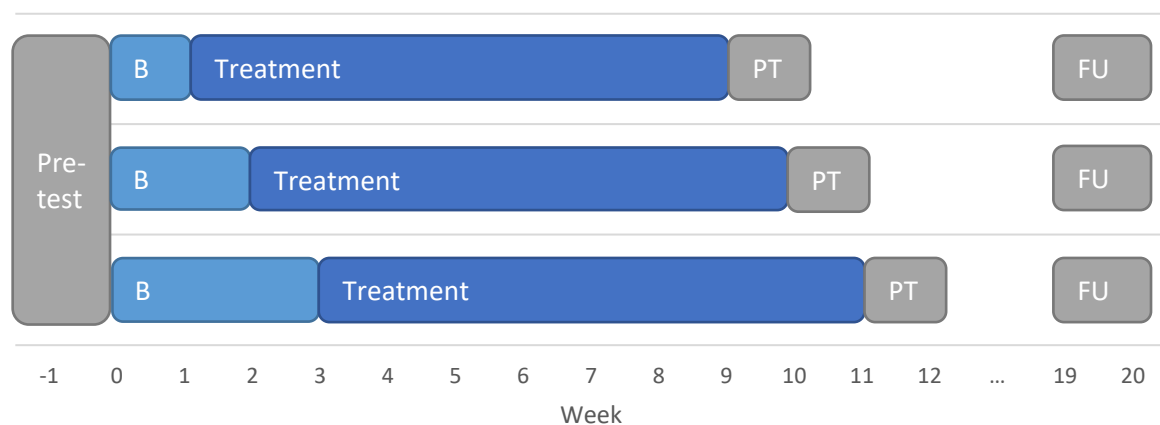 B Treatment PT FU
Pre-
test
B Treatment PT FU
B Treatment PT FU
-1 0 1 2 3 4 5 6 7 8 9 10 11 12 ... 19 20
Week